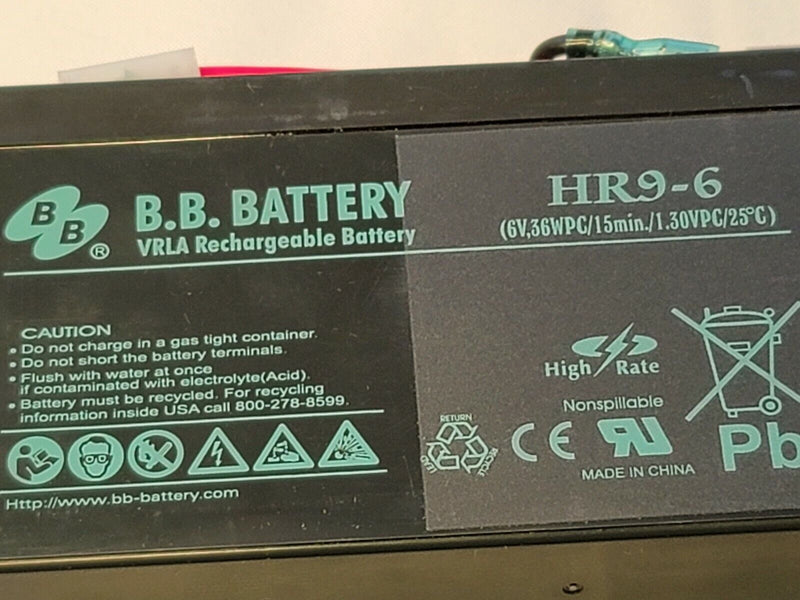 BB®
B.B. BATTERY
VRLA Rechargeable Battery
HR9-6
(6V,36WPC/15min./1.30VPC/25°C)
CAUTION
• Do not charge in a gas tight container.
• Do not short the battery terminals.
• Flush with water at once
if contaminated with electrolyte(Acid).
• Battery must be recycled. For recycling
information inside USA call 800-278-8599.
Http://www.bb-battery.com
High Rate
Nonspillable
RETURN
RECYCLE
CE
MADE IN CHINA
Pb